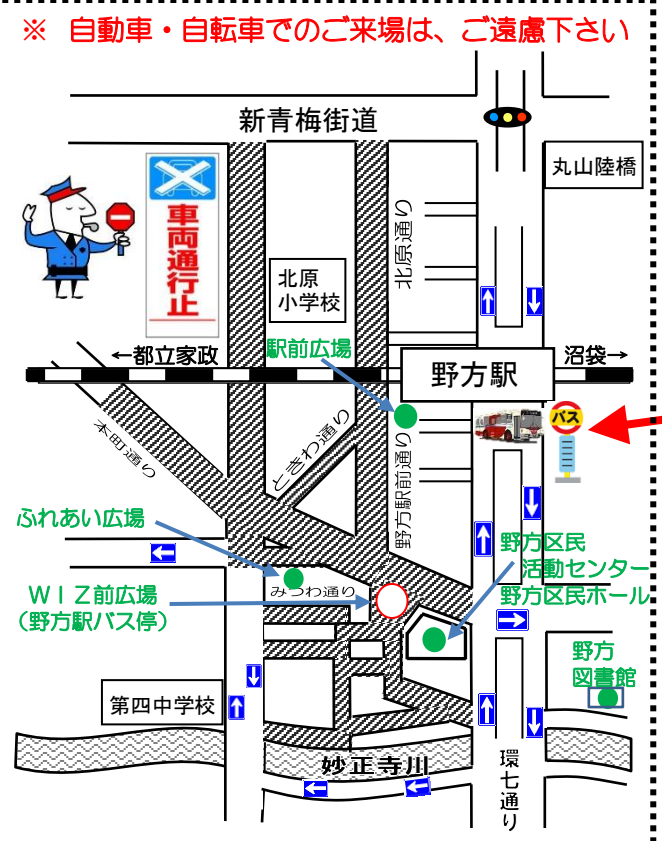 ※ 自動車・自転車でのご来場は、ご遠慮下さい
新青梅街道
丸山陸橋
車両通行止
北原通り
北原
小学校
←都立家政
駅前広場
野方駅
沼袋→
バス
本町通り
ときわ通り
野方駅前通り
ふれあい広場
野方区民
活動センター
野方区民ホール
みつわ通り
WIZ前広場
(野方駅バス停)
野方
図書館
第四中学校
妙正寺川
環七通り